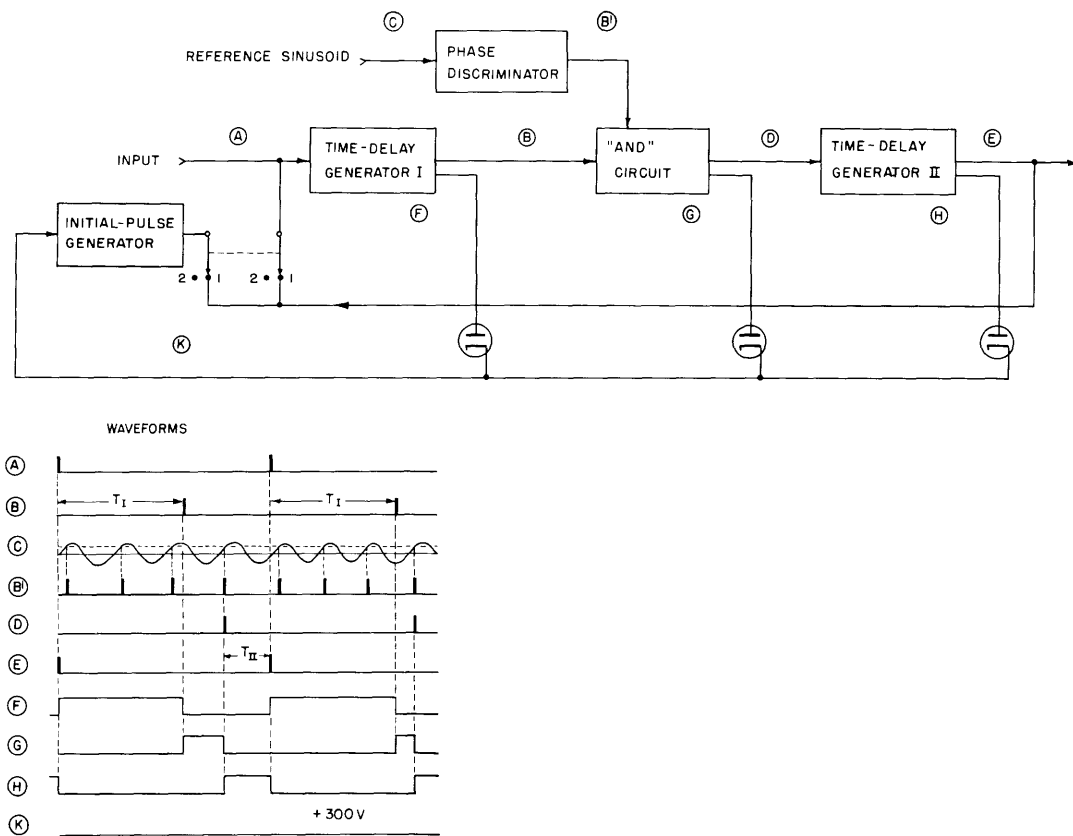 Ⓒ
Ⓑ'
REFERENCE SINUSOID
PHASE
DISCRIMINATOR
Ⓐ
Ⓑ
Ⓓ
Ⓔ
INPUT
TIME-DELAY
GENERATOR I
"AND"
CIRCUIT
TIME-DELAY
GENERATOR II
Ⓕ
Ⓖ
Ⓗ
INITIAL-PULSE
GENERATOR
2 1 2 1
Ⓚ
WAVEFORMS
Ⓐ
Ⓑ T_I T_I
Ⓒ
Ⓑ'
Ⓓ
Ⓔ T_II
Ⓕ
Ⓖ
Ⓗ
+300V
Ⓚ